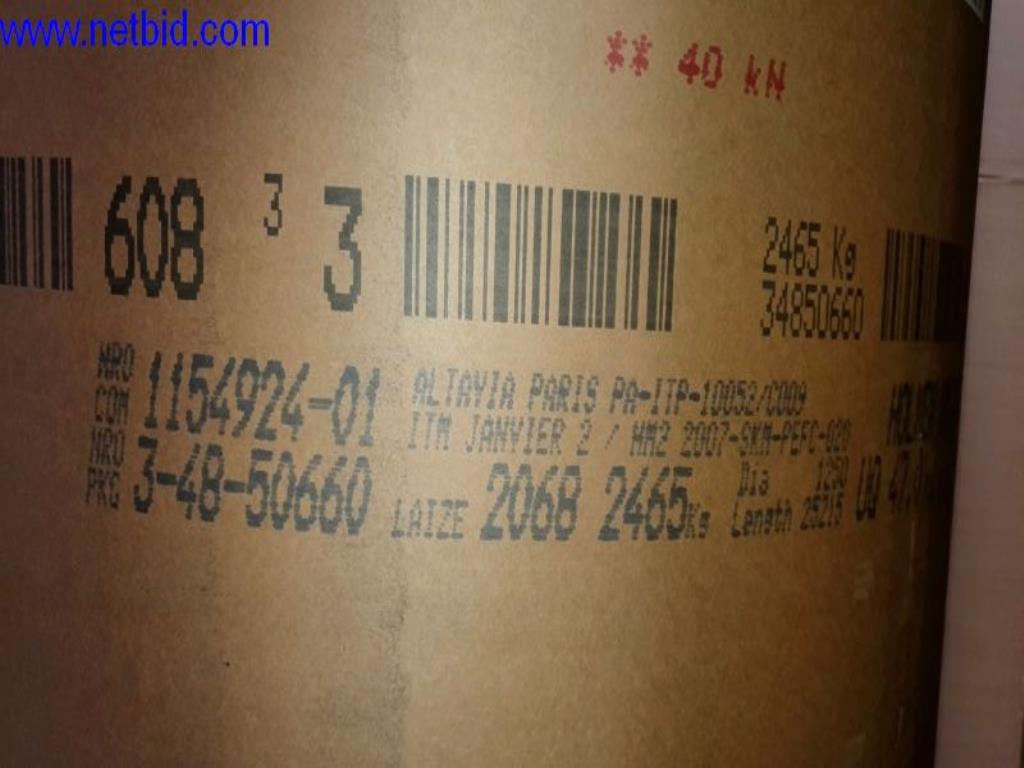 www.netbid.com
** 40 kN
608 3 3
2465 Kg
34850660
NRO
COM 1154924-01
NRO
PKG 3-48-50660
ALTAVIA PARIS PA-ITP-10052/C009
ITM JANVIER 2 / 2007-SKM-PEFC-020
LAIZE 2068 2465Kg
Dia 1250
Length 25215